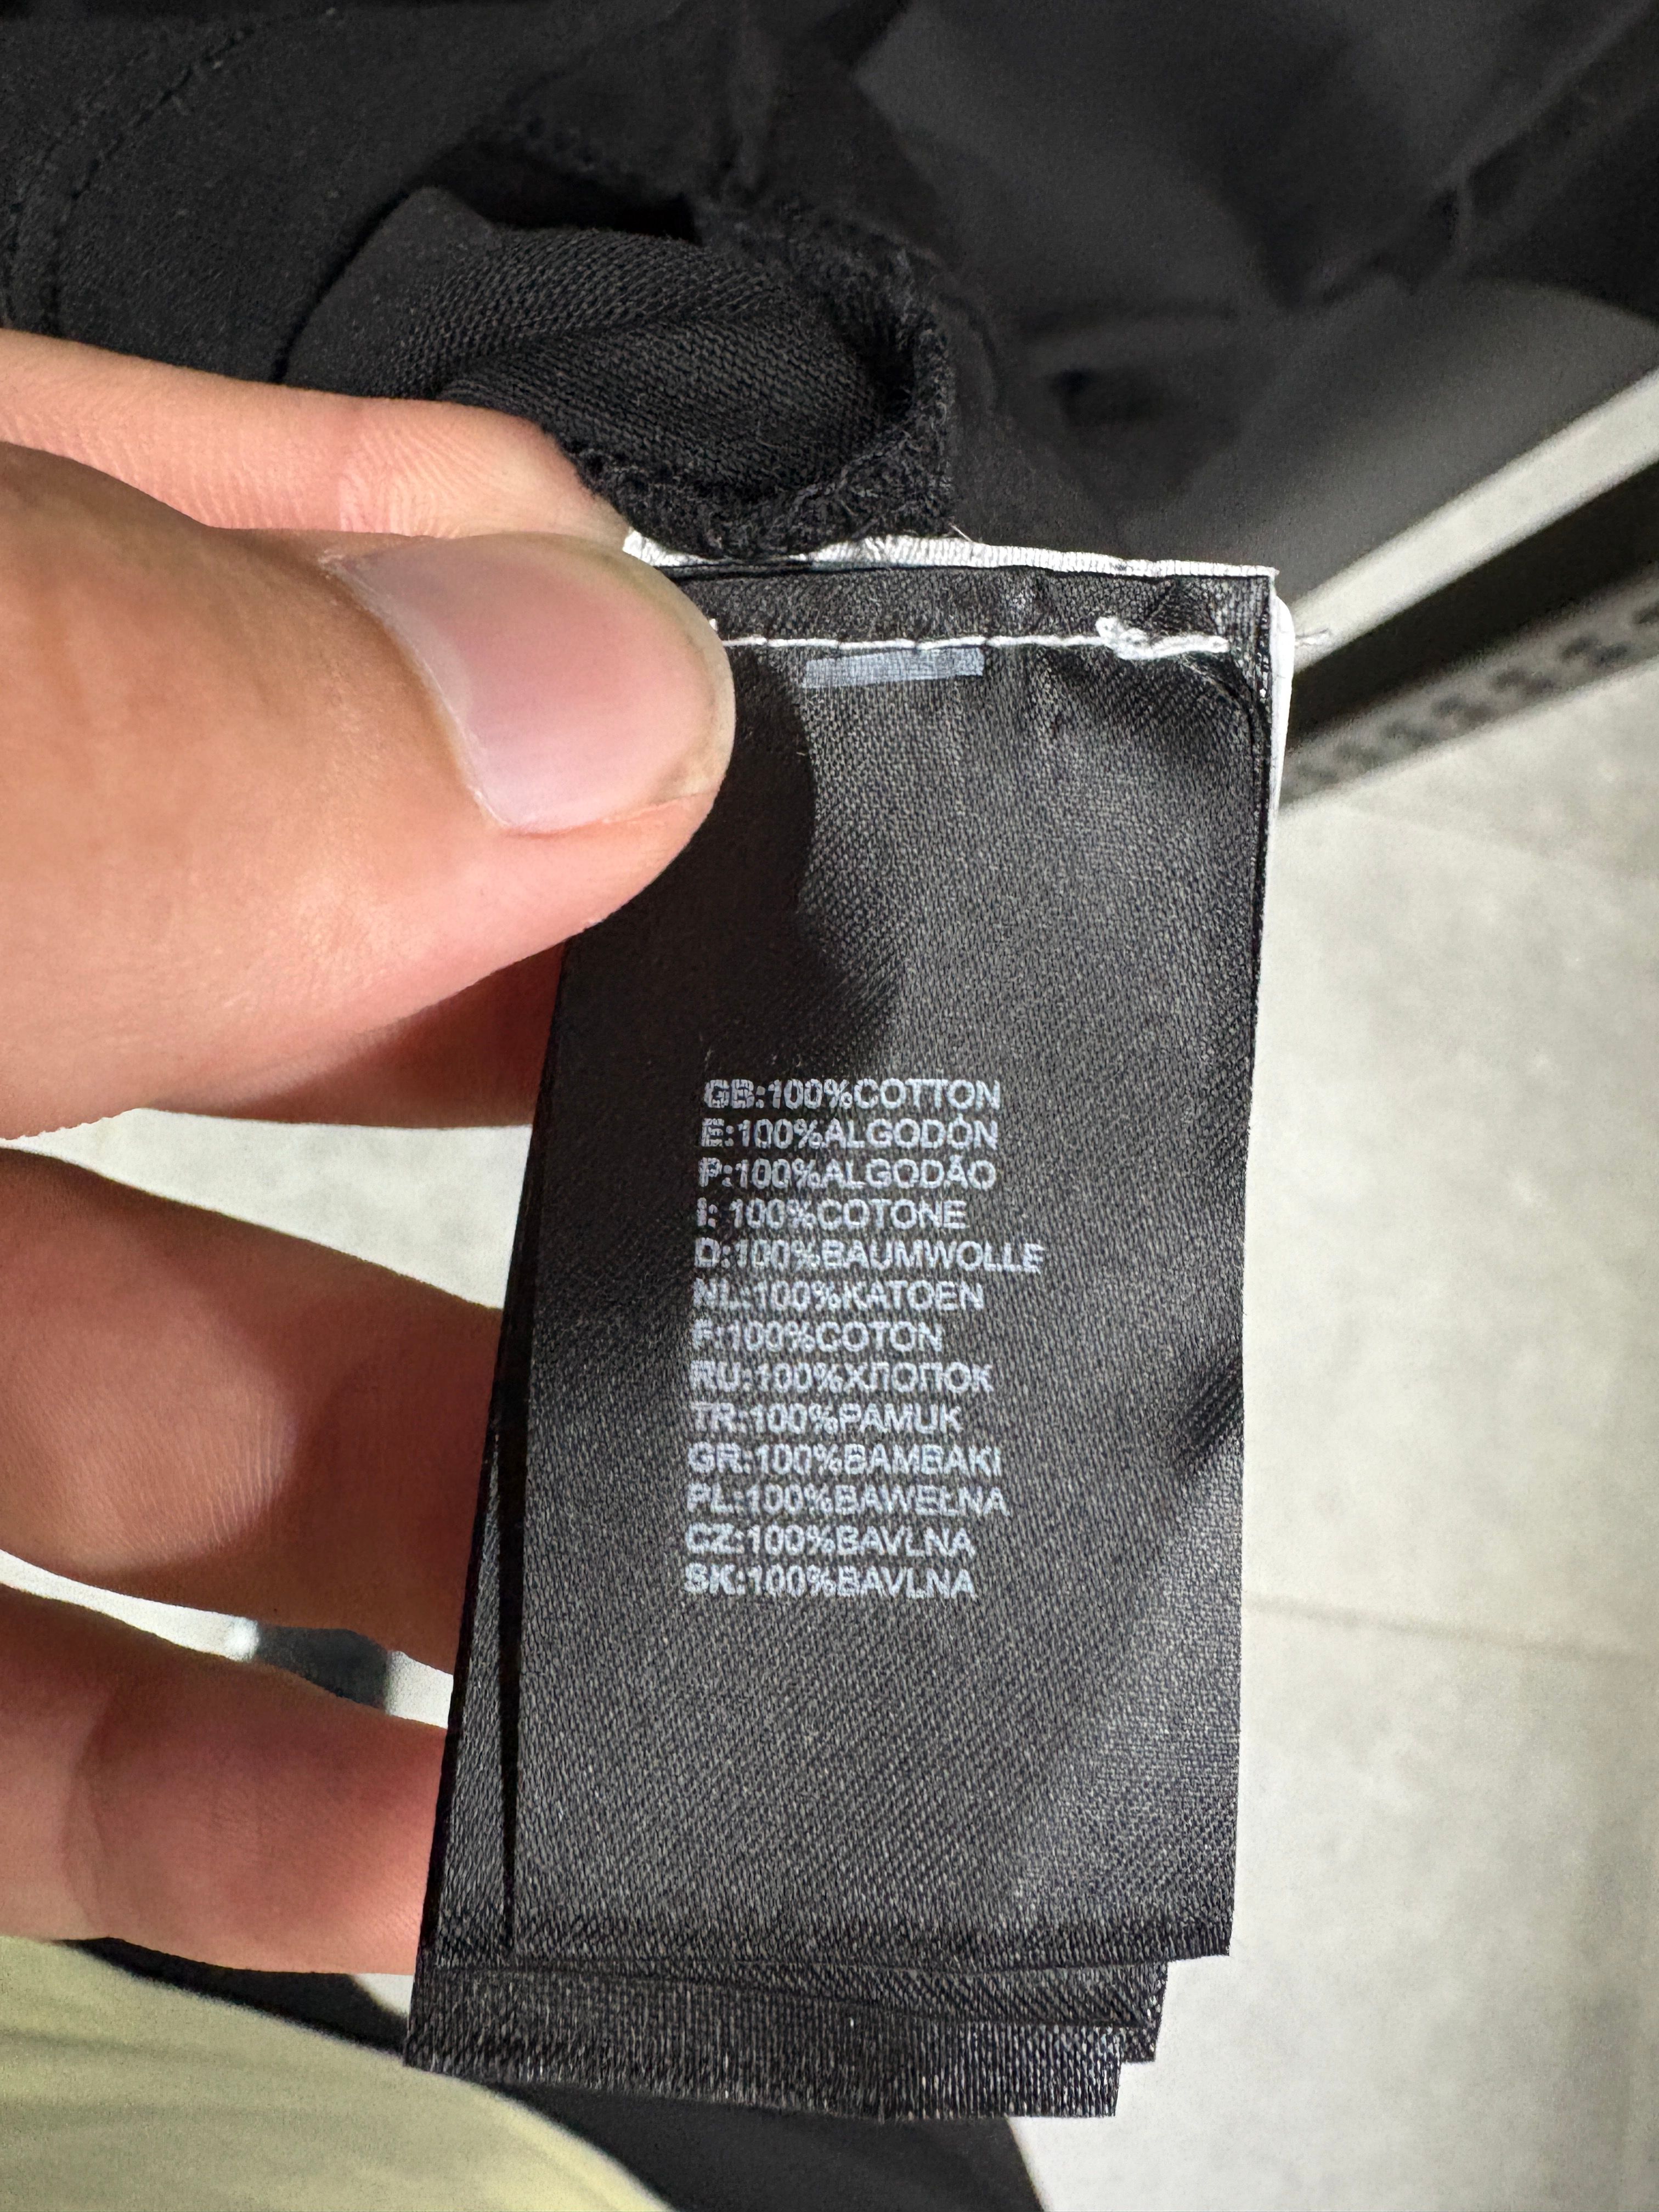 GB:100%COTTON
E:100%ALGODÓN
P:100%ALGODÃO
I: 100%COTONE
D:100%BAUMWOLLE
NL:100%KATOEN
F:100%COTON
RU:100%ХЛОПОК
TR:100%PAMUK
GR:100%BAMBAKI
PL:100%BAWEŁNA
CZ:100%BAVLNA
SK:100%BAVLNA